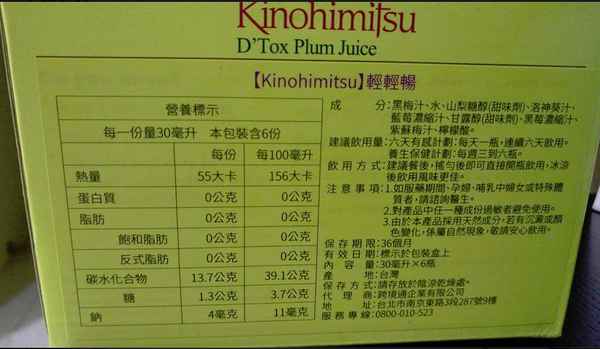 Kinohimitsu
D'Tox Plum Juice
【Kinohimitsu】輕輕暢
營養標示
每一份量30毫升 本包裝含6份
每份 每100毫升
熱量 55大卡 156大卡
蛋白質 0公克 0公克
脂肪 0公克 0公克
飽和脂肪 0公克 0公克
反式脂肪 0公克 0公克
碳水化合物 13.7公克 39.1公克
糖 1.3公克 3.7公克
鈉 4毫克 11毫克
成 分:黑梅汁、水、山梨糖醇(甜味劑)、洛神葵汁、
藍莓濃縮汁、甘露醇(甜味劑)、黑莓濃縮汁、
紫蘇梅汁、檸檬酸。
建議飲用量:六天有感計劃:每天一瓶,連續六天飲用。
養生保健計劃:每週三到六瓶。
飲用方式:建議餐後,搖勻後即可直接開瓶飲用,冰涼
後飲用風味更佳。
注意事項:1.如服藥期間、孕婦、哺乳中婦女或特殊體
質者,請諮詢醫生。
2.對產品中任一種成份過敏者避免使用。
3.由於本產品採用天然成分,若有沉澱或顏
色變化,係屬自然現象,敬請安心飲用。
保存期限:36個月
有效日期:標示於包裝盒上
內容量:30毫升×6瓶
產地:台灣
保存方式:請存放於陰涼乾燥處。
代理商:跨境通企業有限公司
地址:台北市南京東路3段287號9樓
服務專線:0800-010-523